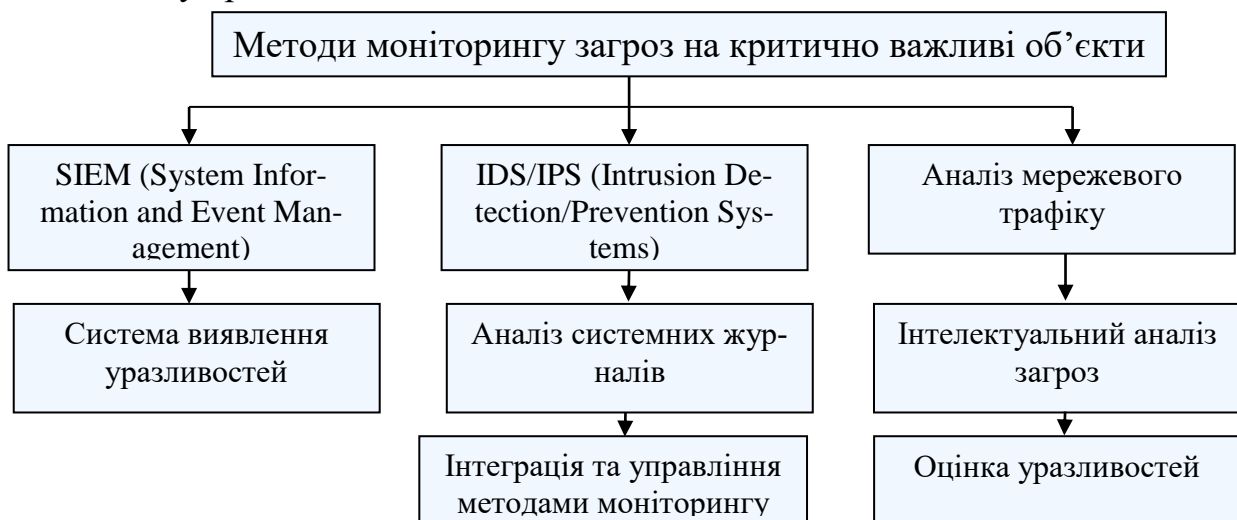 Методи моніторингу загроз на критично важливі об’єкти
SIEM (System Infor-
mation and Event Man-
agement)
IDS/IPS (Intrusion De-
tection/Prevention Sys-
tems)
Аналіз мережевого
трафіку
Система виявлення
уразливостей
Аналіз системних жур-
налів
Інтелектуальний аналіз
загроз
Інтеграція та управління
методами моніторингу
Оцінка уразливостей